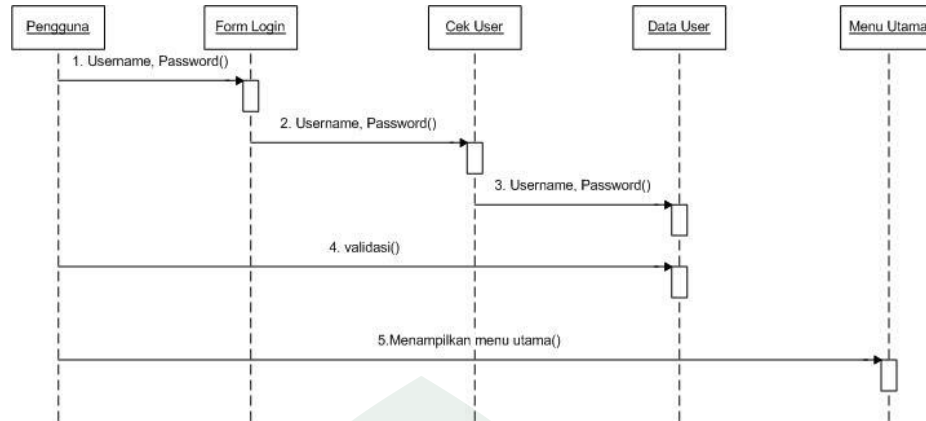 Pengguna
Form Login
Cek User
Data User
Menu Utama
1. Username, Password()
2. Username, Password()
3. Username, Password()
4. validasi()
5.Menampilkan menu utama()